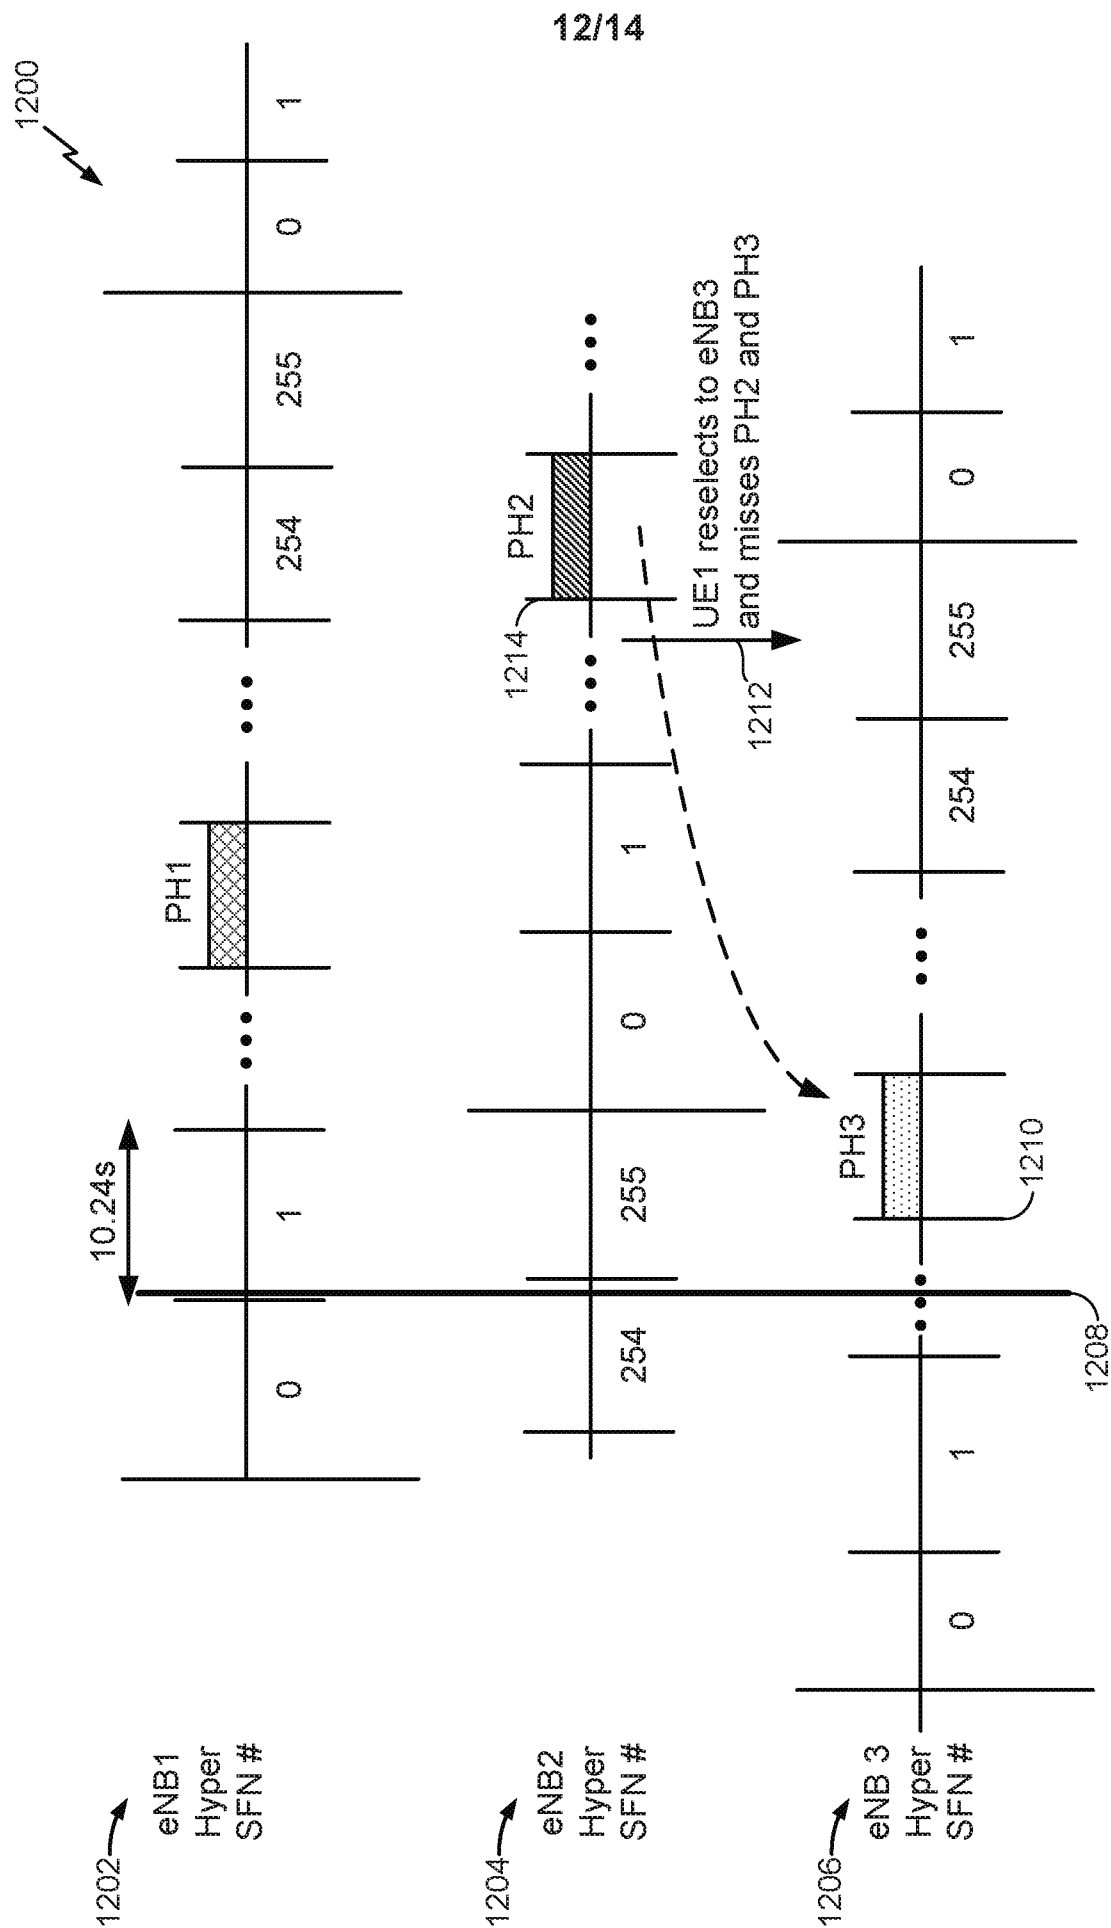 12/14
1200
10.24s
1202
eNB1
Hyper
SFN #
0
1
PH1
254
255
0
1
1204
eNB2
Hyper
SFN #
254
255
0
1
1214
PH2
1212
UE1 reselects to eNB3
and misses PH2 and PH3
1206
eNB 3
Hyper
SFN #
0
1
PH3
254
255
0
1
1208
1210